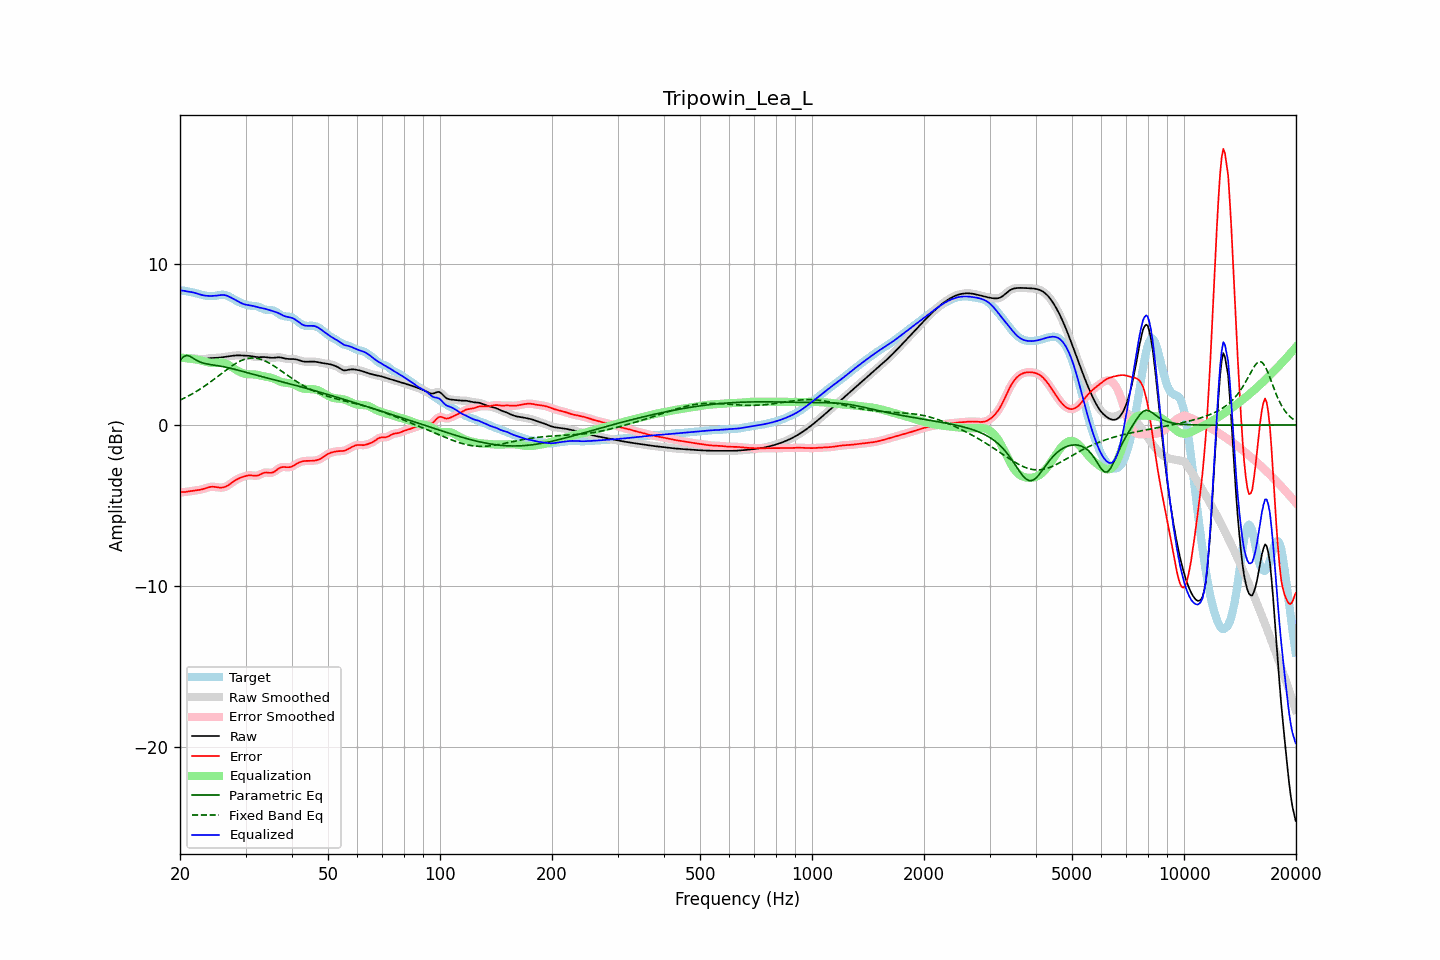 Tripowin_Lea_L
Amplitude (dBr)
10
0
−10
−20
Target
Raw Smoothed
Error Smoothed
Raw
Error
Equalization
Parametric Eq
Fixed Band Eq
Equalized
20 50 100 200 500 1000 2000 5000 10000 20000
Frequency (Hz)